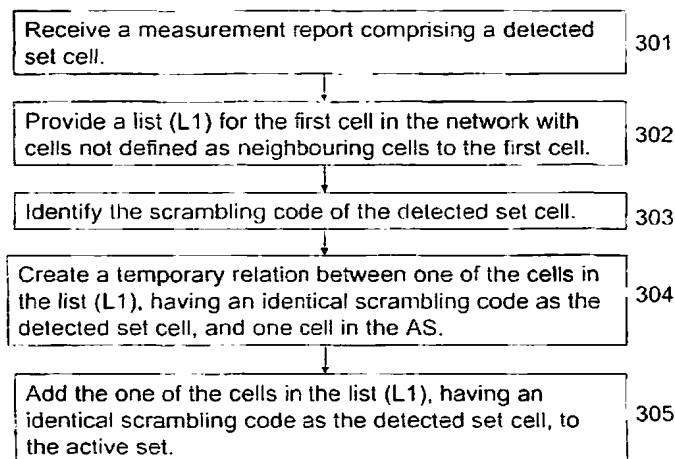 Receive a measurement report comprising a detected
set cell.
301
Provide a list (L1) for the first cell in the network with
cells not defined as neighbouring cells to the first cell.
302
Identify the scrambling code of the detected set cell.
303
Create a temporary relation between one of the cells in
the list (L1), having an identical scrambling code as the
detected set cell, and one cell in the AS.
304
Add the one of the cells in the list (L1), having an
identical scrambling code as the detected set cell, to
the active set.
305